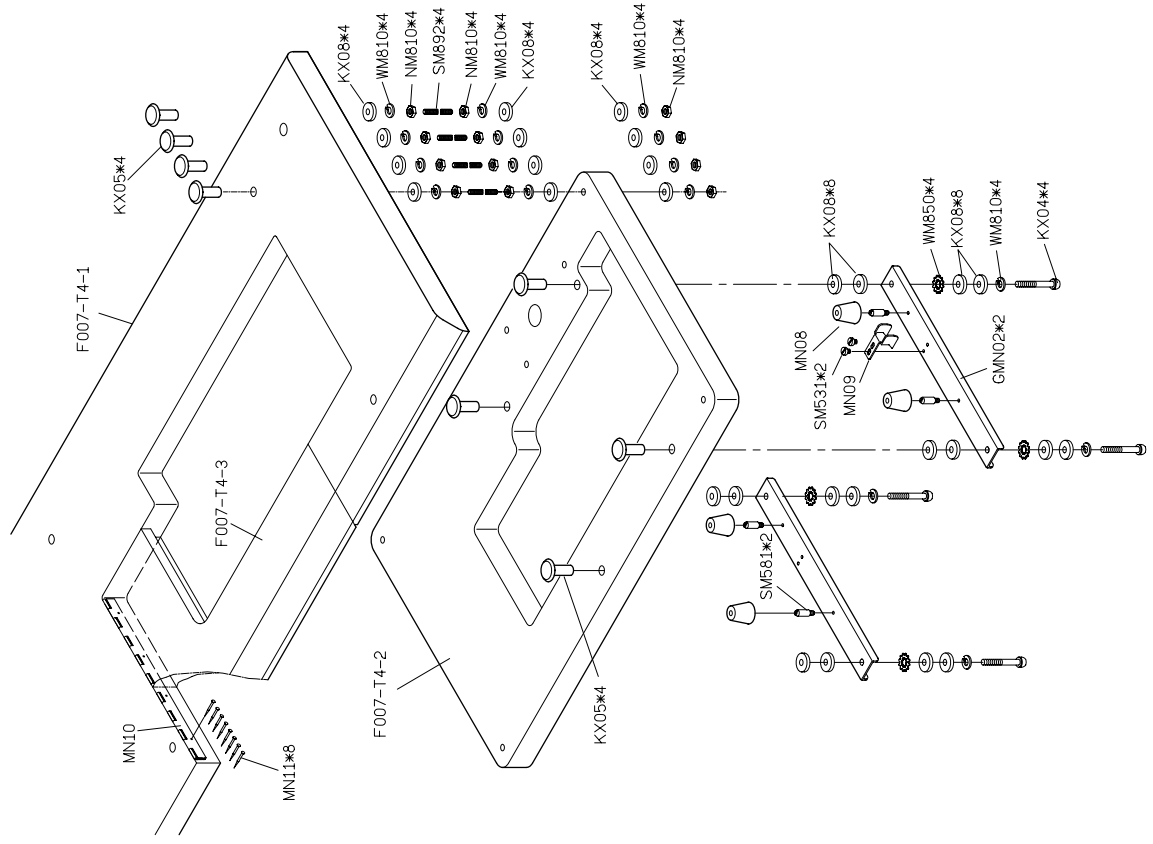 KX08*4
WM810*4
NM810*4
SM892*4
NM810*4
WM810*4
KX08*4
KX08*4
WM810*4
NM810*4
KX05*4
F007-T4-1
F007-T4-3
MN10
MN11*8
F007-T4-2
KX05*4
KX08*8
WM850*4
KX08*8
WM810*4
KX04*4
MN08
SM531*2
MN09
GMN02*2
SM581*2